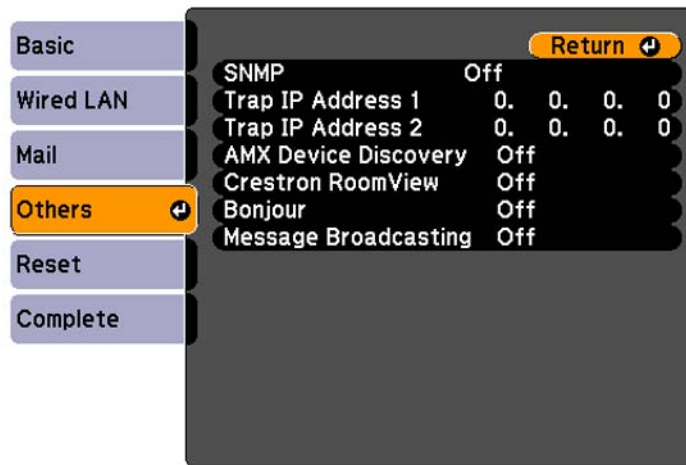 Basic
Wired LAN
Mail
Others
Reset
Complete
Return
SNMP Off
Trap IP Address 1 0. 0. 0. 0
Trap IP Address 2 0. 0. 0. 0
AMX Device Discovery Off
Crestron RoomView Off
Bonjour Off
Message Broadcasting Off